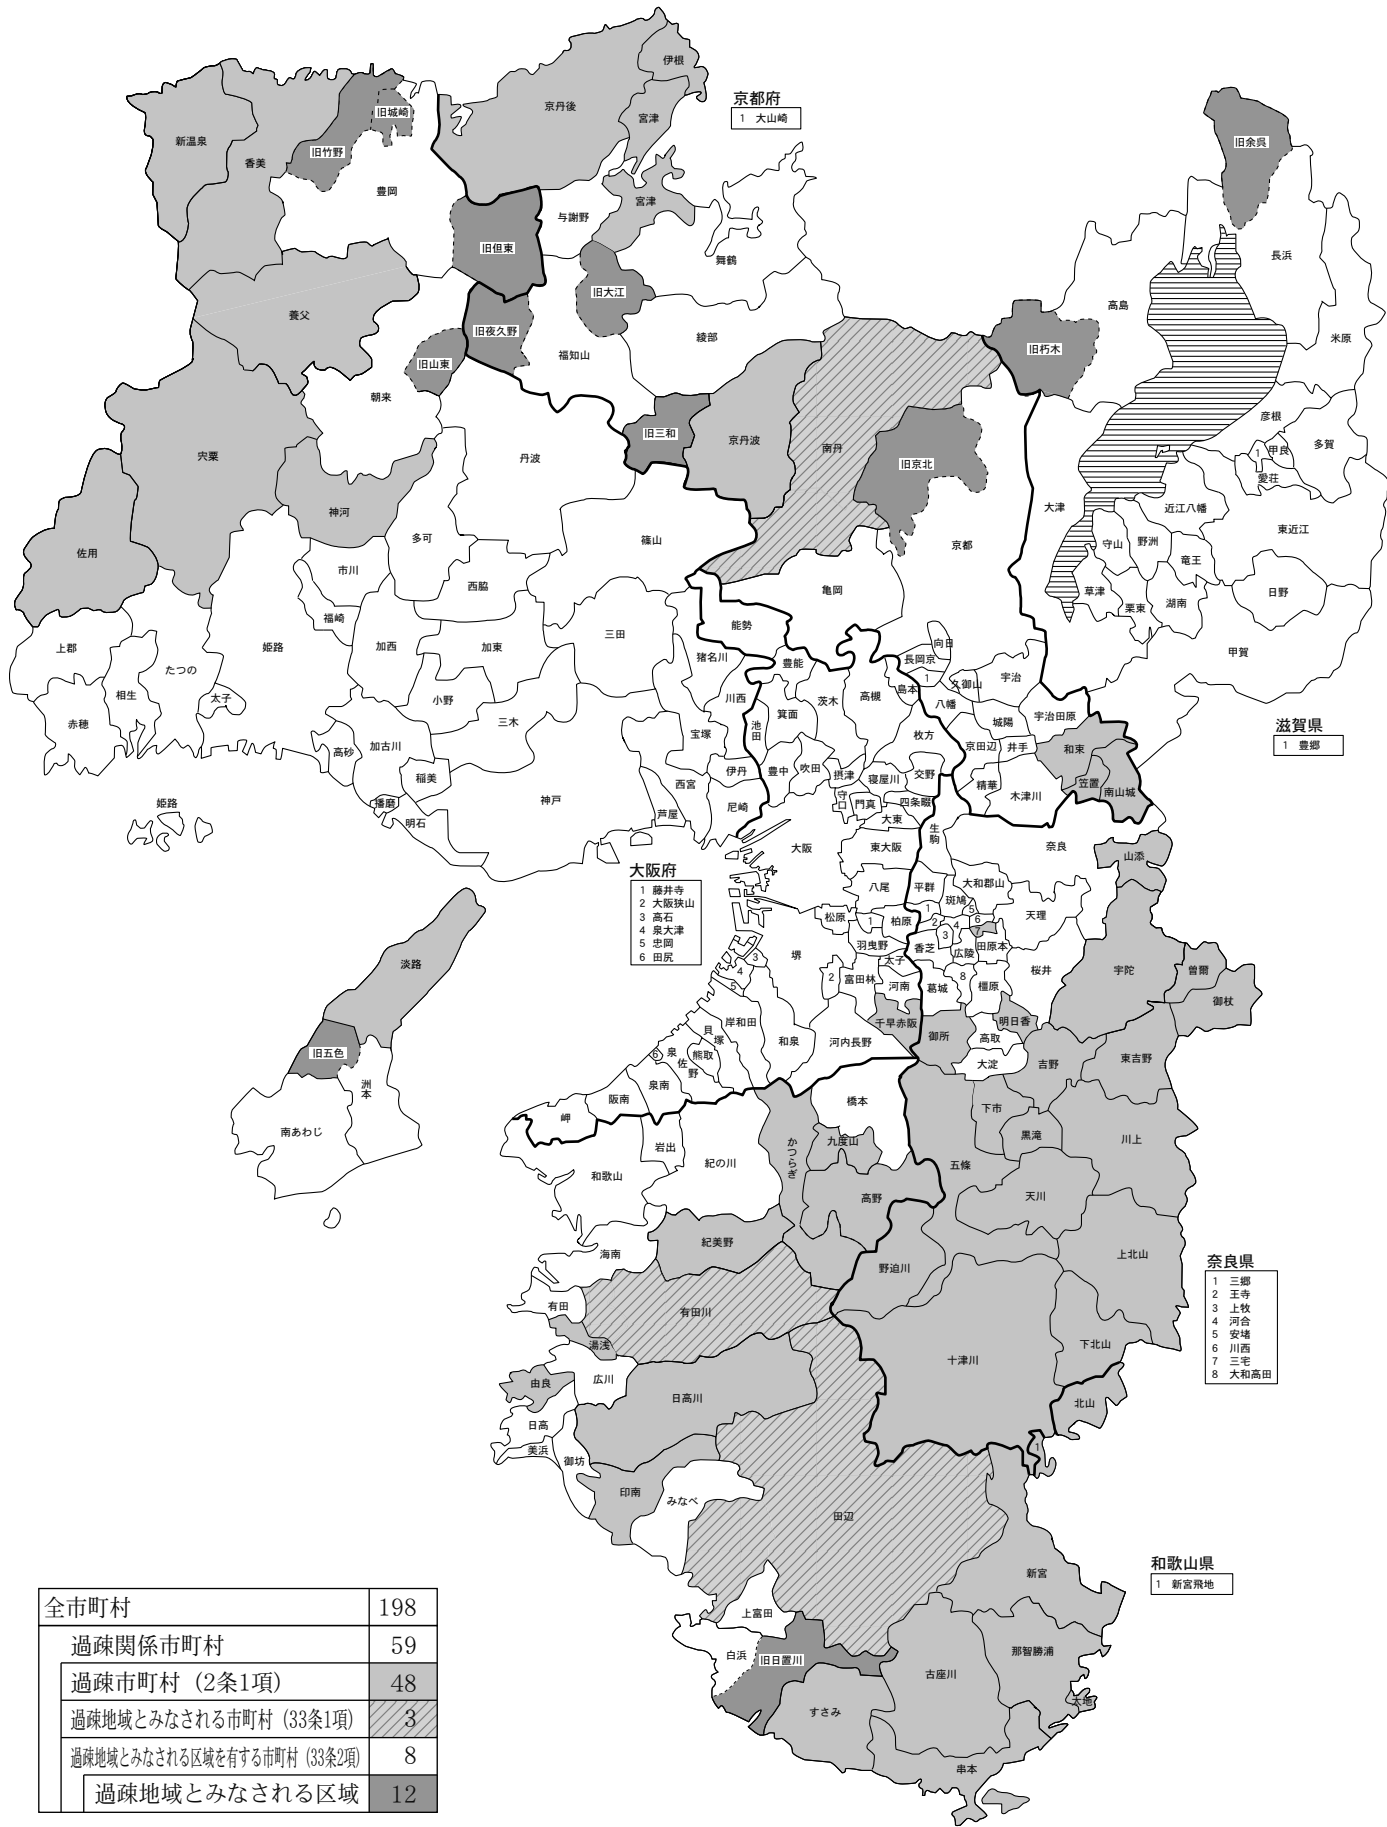 伊根
京丹後
京都府
1 大山崎
宮津
旧城崎
新温泉
旧竹野
香美
旧余呉
豊岡
宮津
与謝野
旧但東
舞鶴
長浜
旧大江
高島
養父
旧夜久野
綾部
米原
福知山
旧朽木
旧山東
朝来
彦根
旧三和
京丹波
南丹
多賀
甲良
1
宍粟
丹波
旧京北
愛荘
神河
大津
近江八幡
東近江
多可
篠山
京都
守山
野洲
佐用
竜王
市川
西脇
亀岡
草津
湖南
日野
栗東
福崎
能勢
三田
上郡
姫路
加西
加東
向日
甲賀
猪名川
豊能
長岡京
たつの
1
久御山
宇治
相生
太子
小野
川西
茨木
高槻
島本
八幡
赤穂
三木
池田
箕面
宇治田原
城陽
滋賀県
1 豊郷
宝塚
枚方
高砂
加古川
京田辺
井手
和束
稲美
伊丹
豊中
吹田
摂津
寝屋川
交野
西宮
精華
笠置
南山城
木津川
姫路
播磨
神戸
芦屋
尼崎
守口
門真
四条畷
明石
大東
生駒
大阪
東大阪
奈良
山添
大阪府
1 藤井寺
2 大阪狭山
3 高石
4 泉大津
5 忠岡
6 田尻
八尾
平群
大和郡山
斑鳩
1
5
松原
1
柏原
2
4
6
天理
3
7
羽曳野
香芝
広陵
田原本
淡路
3
堺
太子
4
桜井
宇陀
曽爾
2
富田林
8
5
河南
葛城
橿原
御杖
千早赤阪
明日香
岸和田
貝塚
御所
高取
旧五色
和泉
河内長野
6
泉佐野
熊取
大淀
吉野
東吉野
洲本
泉南
阪南
橋本
下市
岬
南あわじ
かつらぎ
九度山
黒滝
川上
岩出
紀の川
五條
和歌山
高野
天川
紀美野
海南
野迫川
上北山
奈良県
1 三郷
2 王寺
3 上牧
4 河合
5 安堵
6 川西
7 三宅
8 大和高田
有田
有田川
湯浅
下北山
十津川
広川
由良
日高川
北山
日高
美浜
御坊
1
印南
みなべ
田辺
和歌山県
1 新宮飛地
新宮
上富田
那智勝浦
白浜
旧日置川
古座川
太地
すさみ
串本
全市町村 198
過疎関係市町村 59
過疎市町村（2条1項） 48
過疎地域とみなされる市町村（33条1項） 3
過疎地域とみなされる区域を有する市町村（33条2項） 8
過疎地域とみなされる区域 12